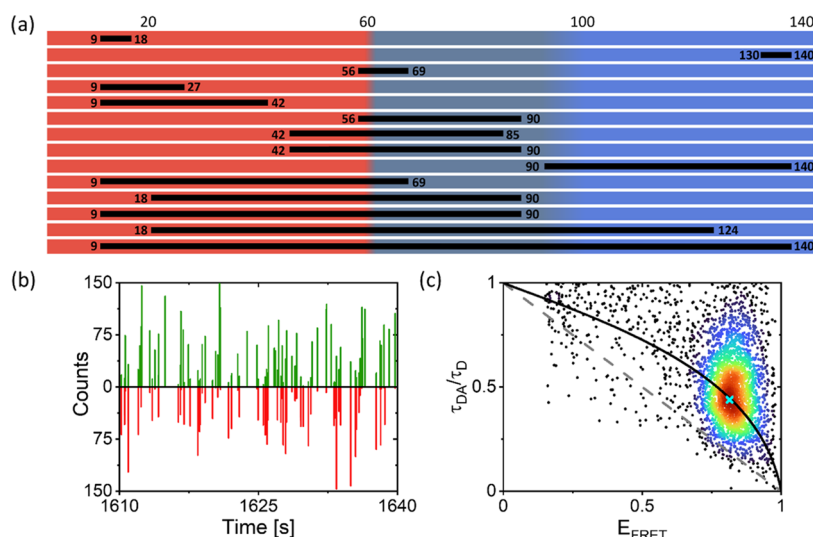 (a)
20 60 100 140
9 18
130 140
56 69
9 27
9 42
56 90
42 85
42 90
90 140
9 69
18 90
9 90
18 124
9 140
(b)
150
75
0
75
150
Counts
1610 1625 1640
Time [s]
(c)
1
0.5
0
τDA/τD
0 0.5 1
EFRET